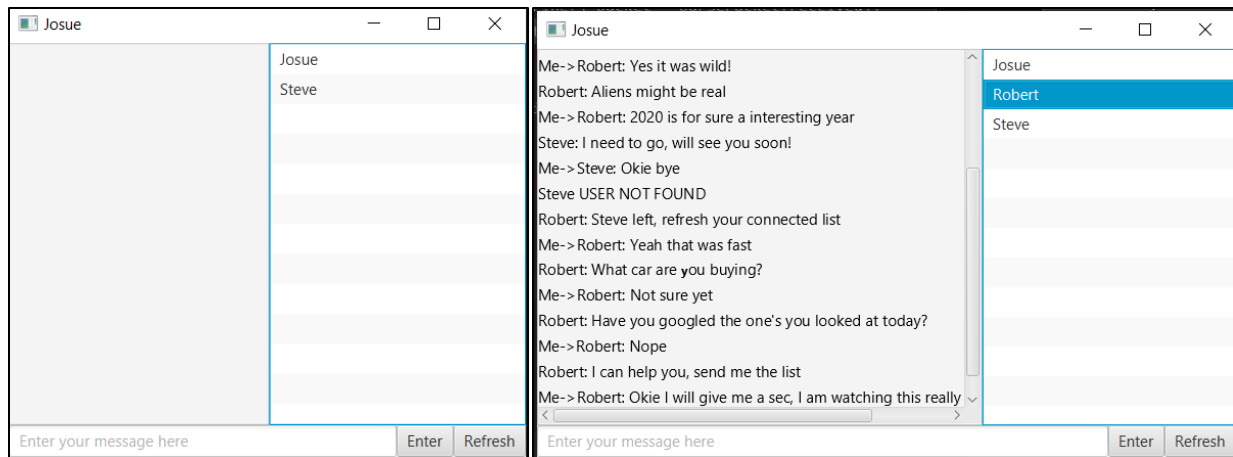 Josue
Josue
Steve
Enter your message here
Enter
Refresh
Josue
Me->Robert: Yes it was wild!
Robert: Aliens might be real
Me->Robert: 2020 is for sure a interesting year
Steve: I need to go, will see you soon!
Me->Steve: Okie bye
Steve USER NOT FOUND
Robert: Steve left, refresh your connected list
Me->Robert: Yeah that was fast
Robert: What car are you buying?
Me->Robert: Not sure yet
Robert: Have you googled the one's you looked at today?
Me->Robert: Nope
Robert: I can help you, send me the list
Me->Robert: Okie I will give me a sec, I am watching this really
Josue
Robert
Steve
Enter your message here
Enter
Refresh